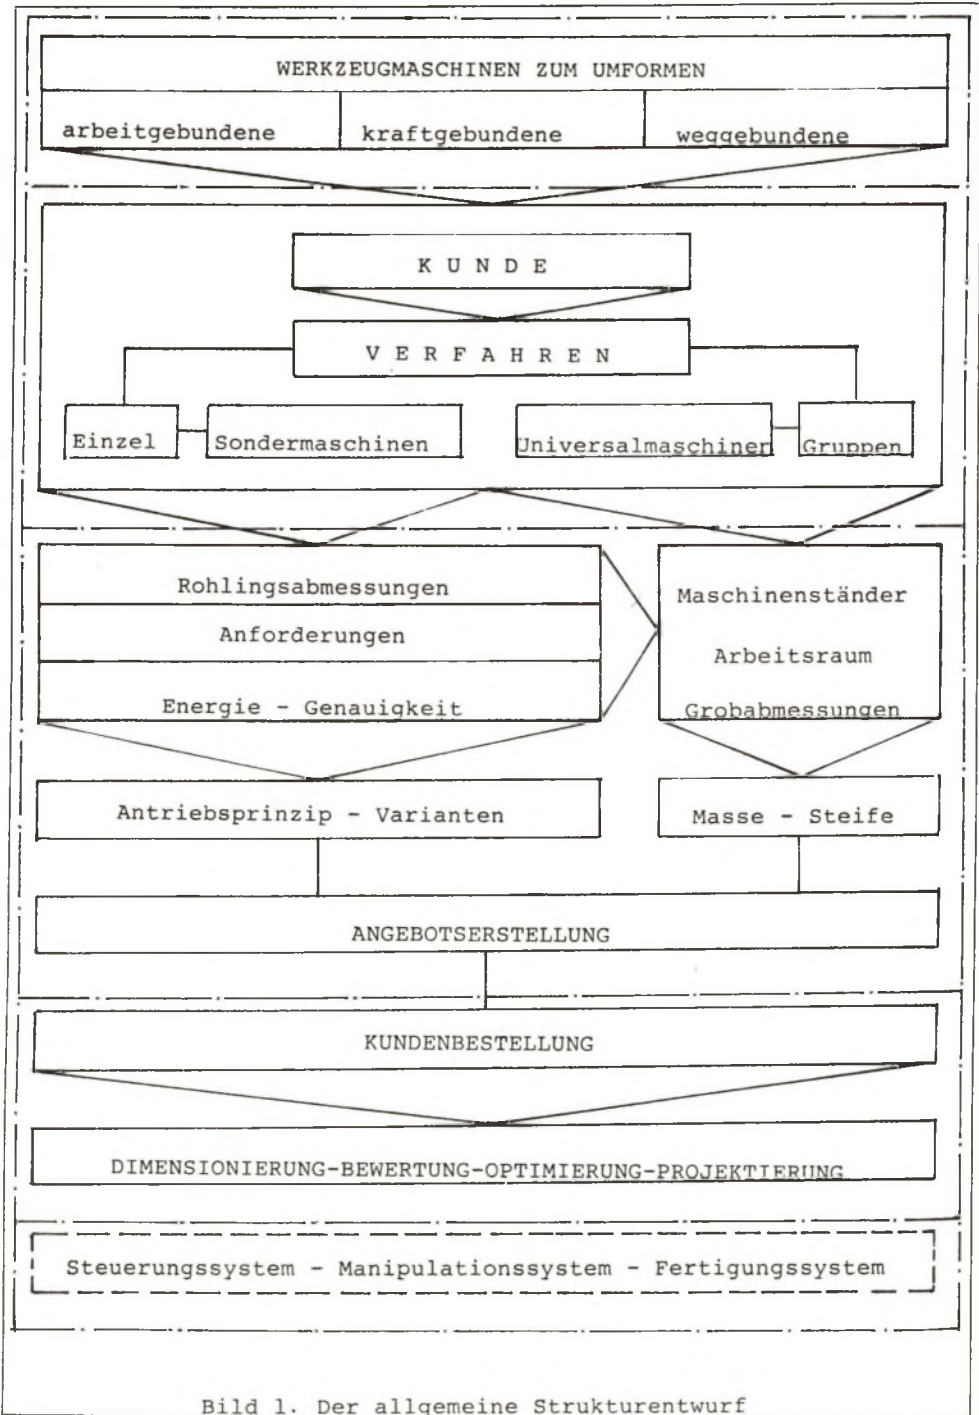 WERKZEUGMASCHINEN ZUM UMFORMEN
arbeitgebundene kraftgebundene weggebundene
K U N D E
V E R F A H R E N
Einzel Sondermaschinen Universalmaschinen Gruppen
Rohlingsabmessungen
Anforderungen
Energie - Genauigkeit
Maschinenständer
Arbeitsraum
Grobabmessungen
Antriebsprinzip - Varianten
Masse - Steife
ANGEBOTSERSTELLUNG
KUNDENBESTELLUNG
DIMENSIONIERUNG-BEWERTUNG-OPTIMIERUNG-PROJEKTIERUNG
Steuerungssystem - Manipulationssystem - Fertigungssystem
Bild 1. Der allgemeine Strukturentwurf